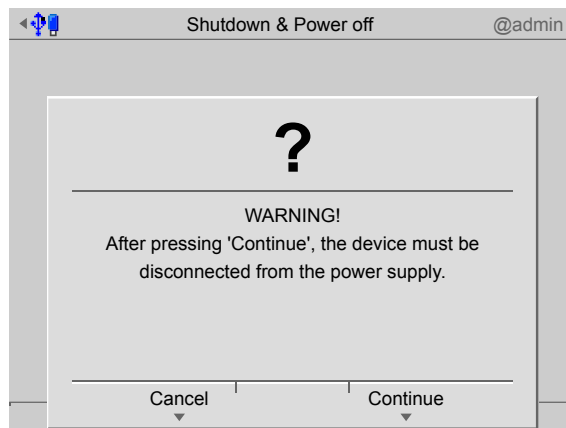 Shutdown & Power off @admin
?
WARNING!
After pressing 'Continue', the device must be
disconnected from the power supply.
Cancel Continue